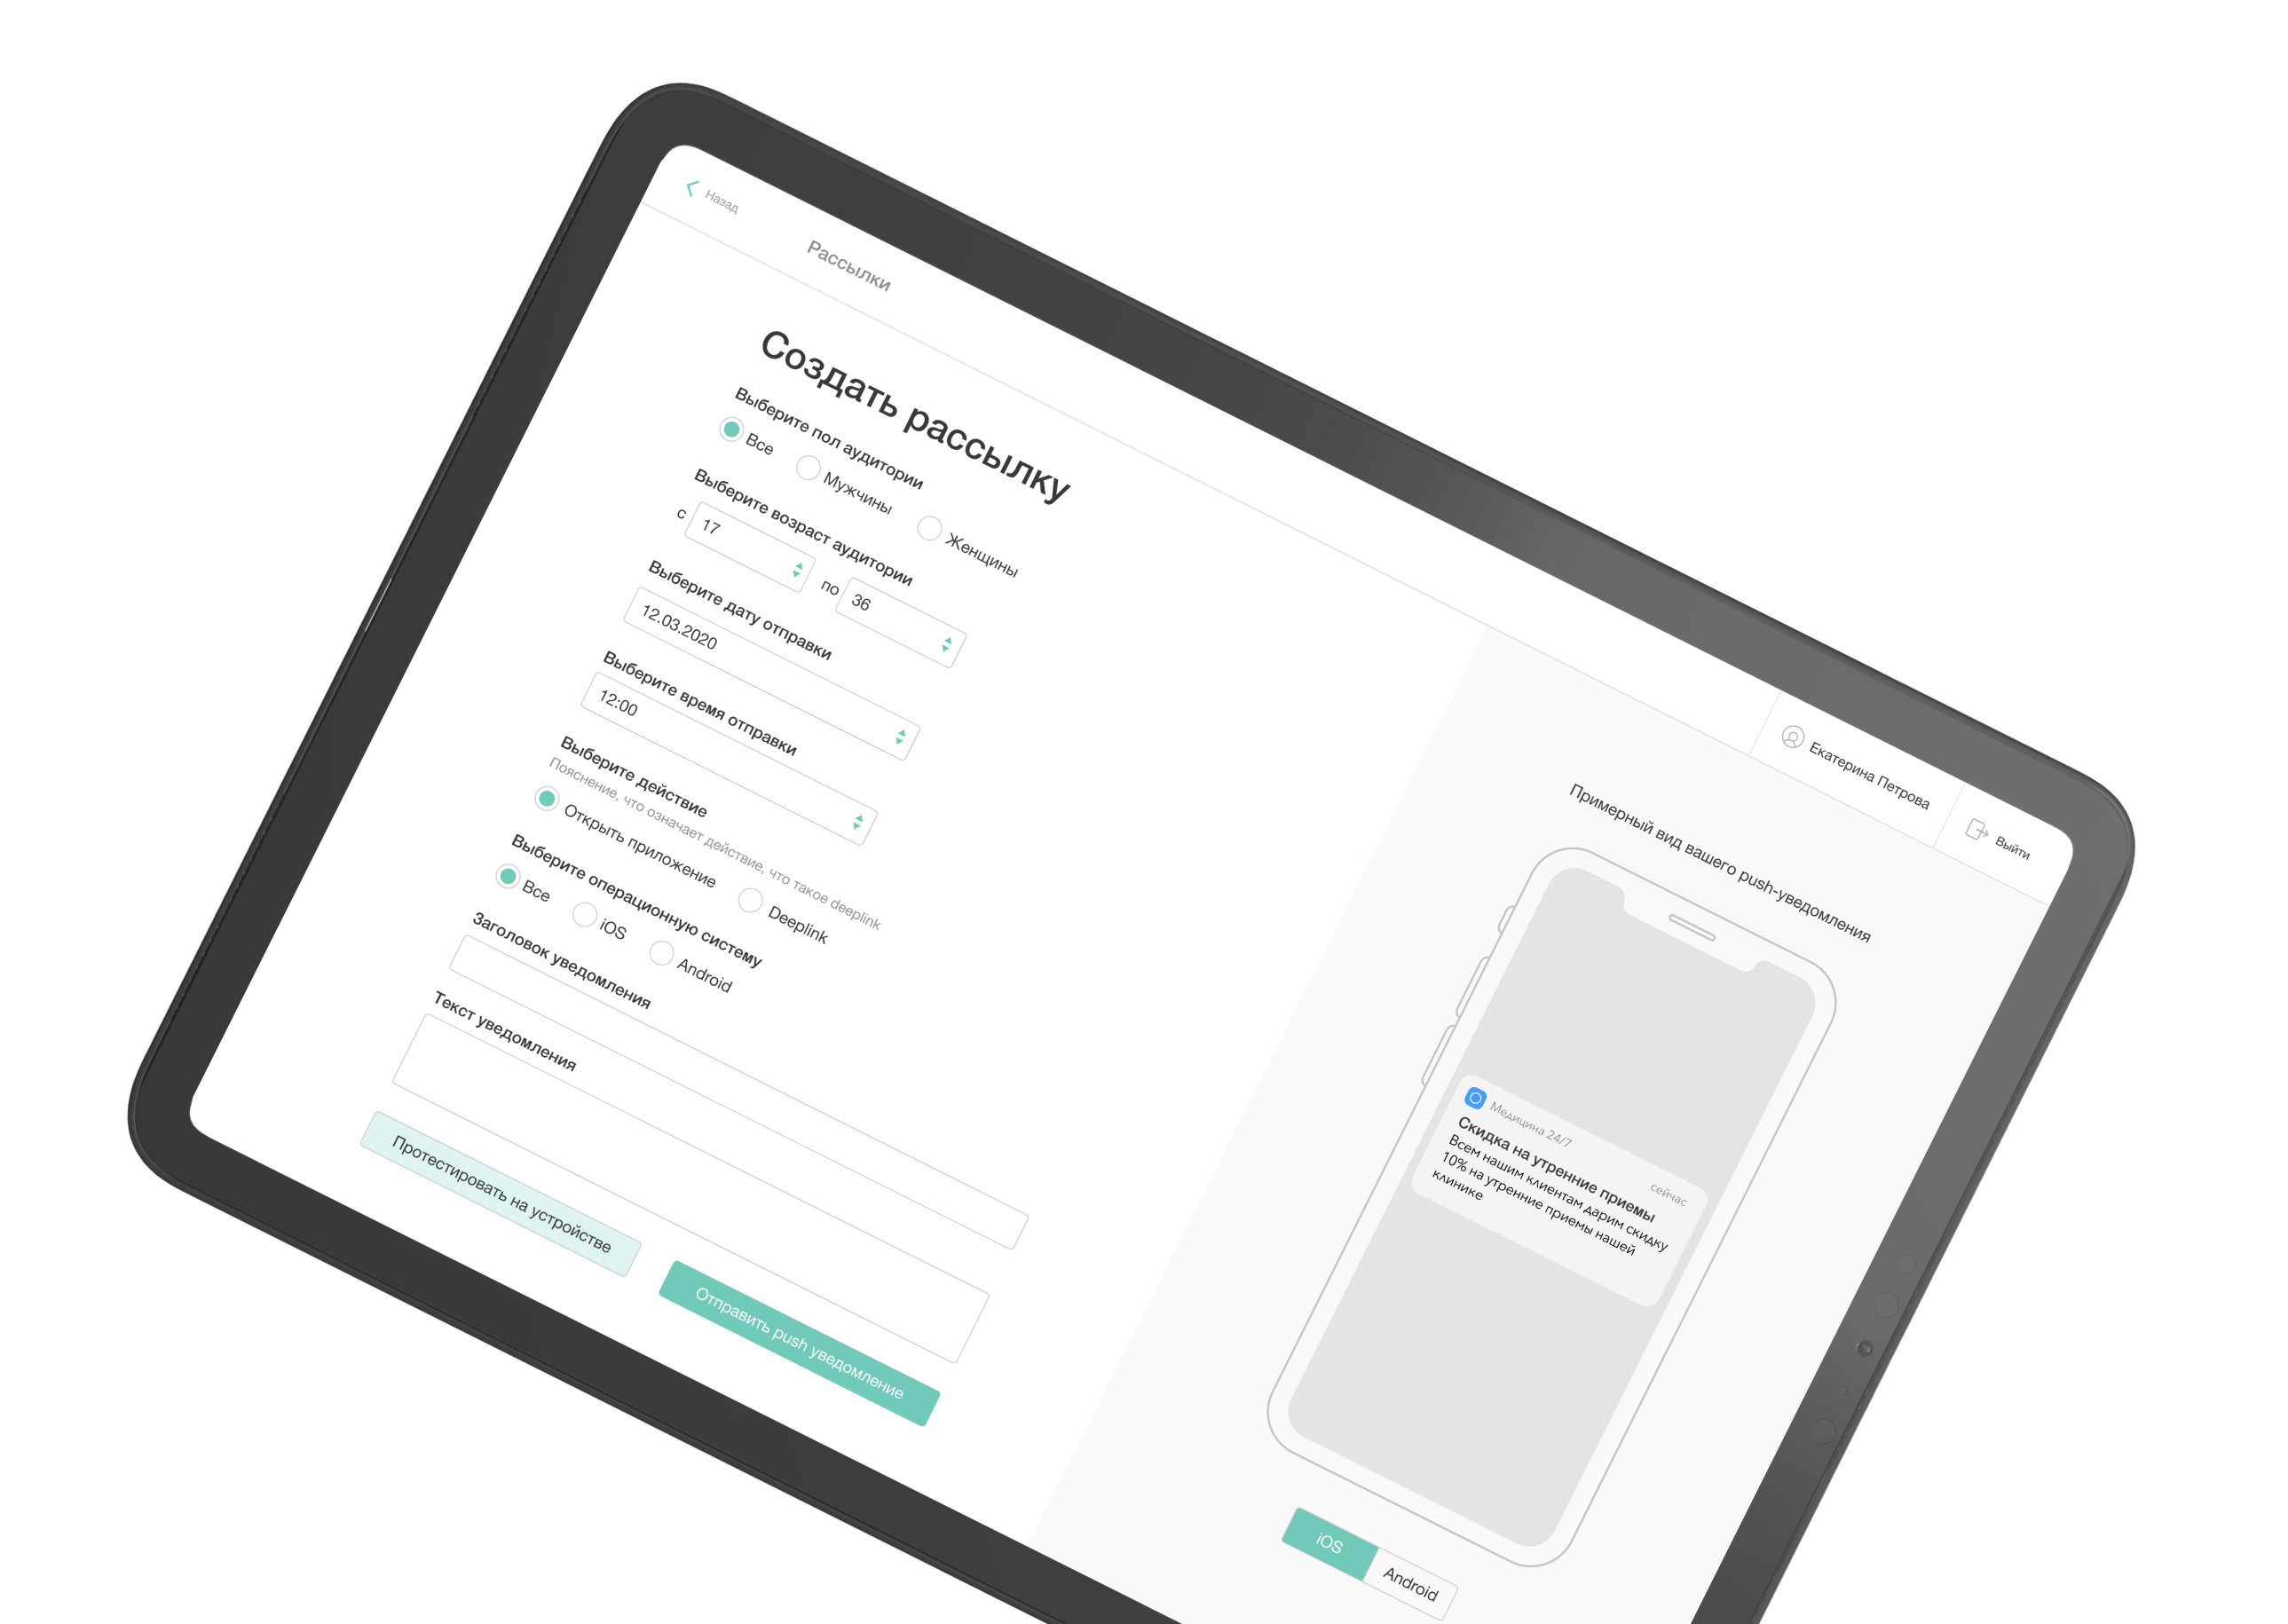 Назад
Рассылки
Екатерина Петрова
Выйти
Создать рассылку
Выберите пол аудитории
Все
Мужчины
Женщины
Выберите возраст аудитории
с
17
по
36
Выберите дату отправки
12.03.2020
Выберите время отправки
12:00
Выберите действие
Пояснение, что означает действие, что такое deeplink
Открыть приложение
Deeplink
Выберите операционную систему
Все
iOS
Android
Заголовок уведомления
Текст уведомления
Протестировать на устройстве
Отправить push уведомление
Примерный вид вашего push-уведомления
Медицина 24/7
сейчас
Скидка на утренние приемы
Всем нашим клиентам дарим скидку
10% на утренние приемы нашей
клинике
iOS
Android